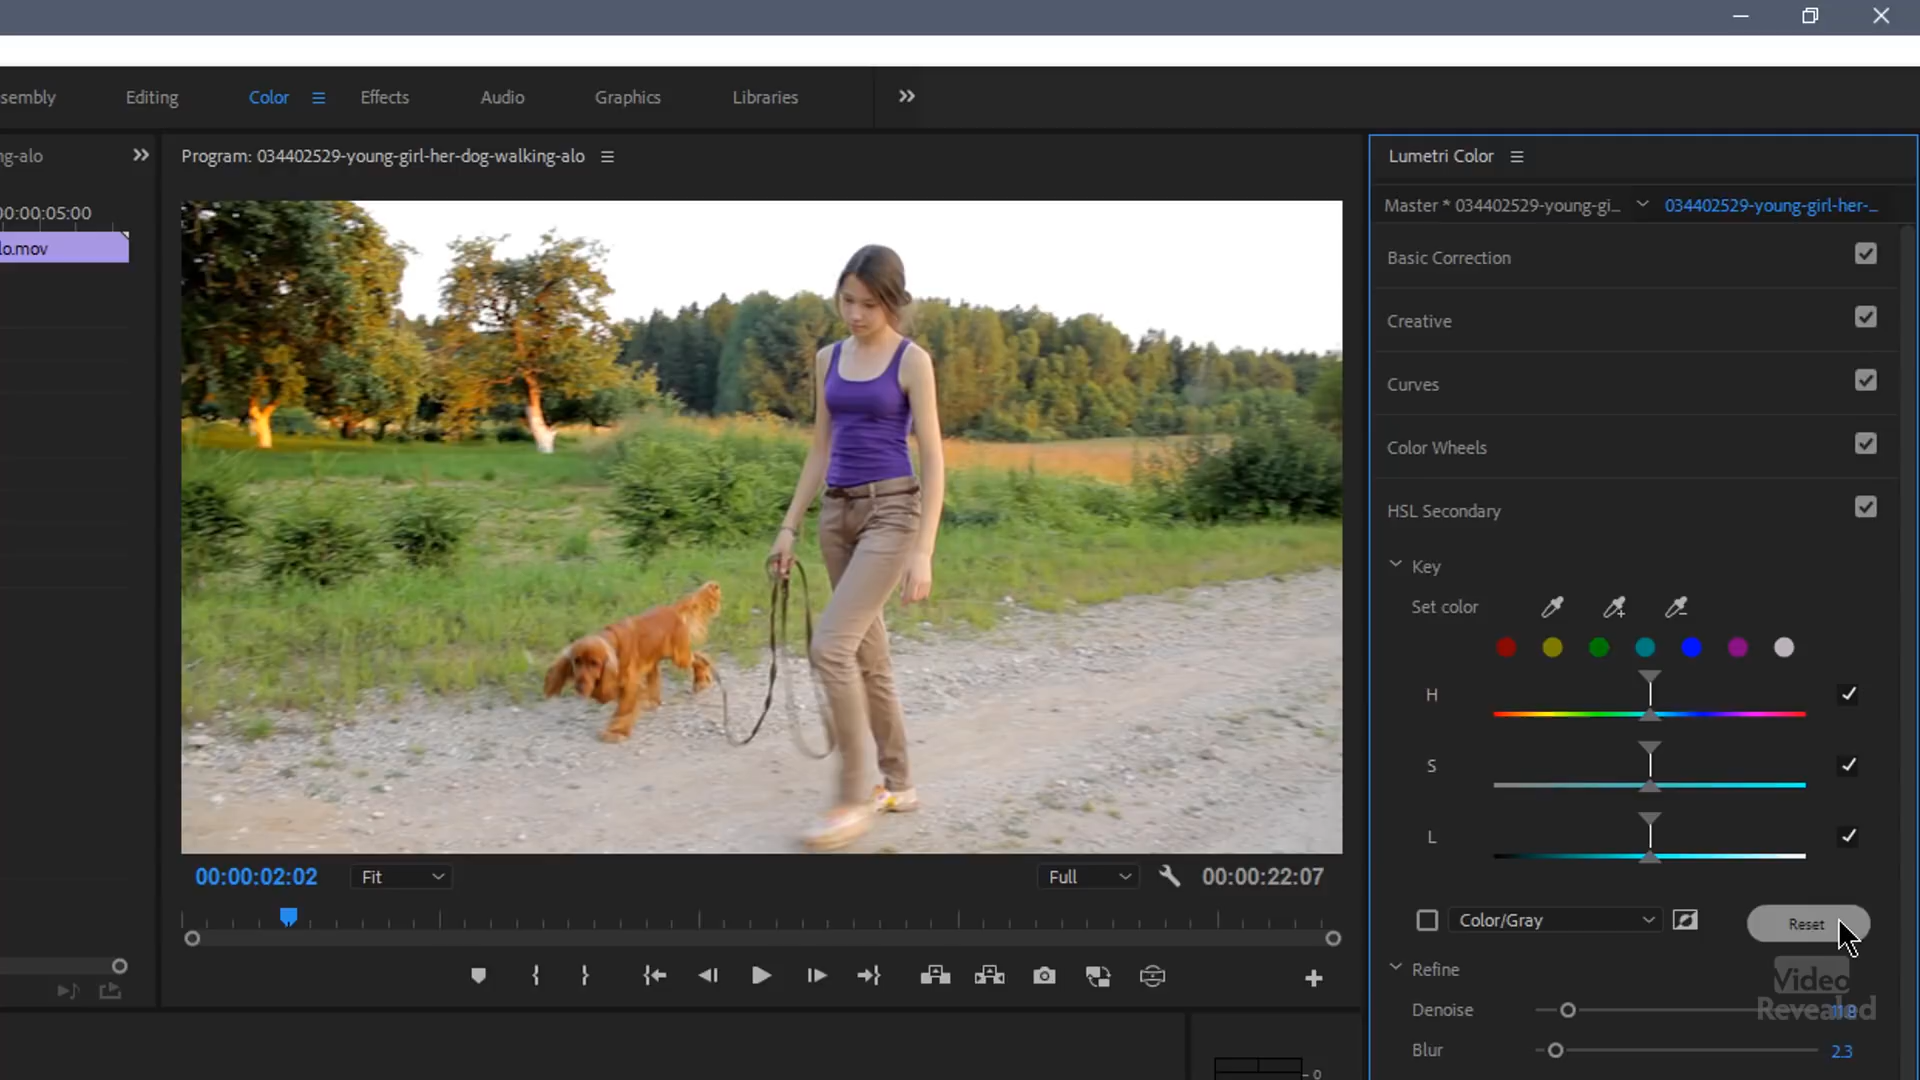 sembly Editing Color Effects Audio Graphics Libraries
ng-alo
Program: 034402529-young-girl-her-dog-walking-alo
Lumetri Color
Master * 034402529-young-gi... 034402529-young-girl-her-...
00:00:05:00
lo.mov
Basic Correction
Creative
Curves
Color Wheels
HSL Secondary
Key
Set color
H
S
L
00:00:02:02 Fit Full 00:00:22:07
Color/Gray Reset
Refine
Video
Revealed
Denoise
Blur 2.3
0